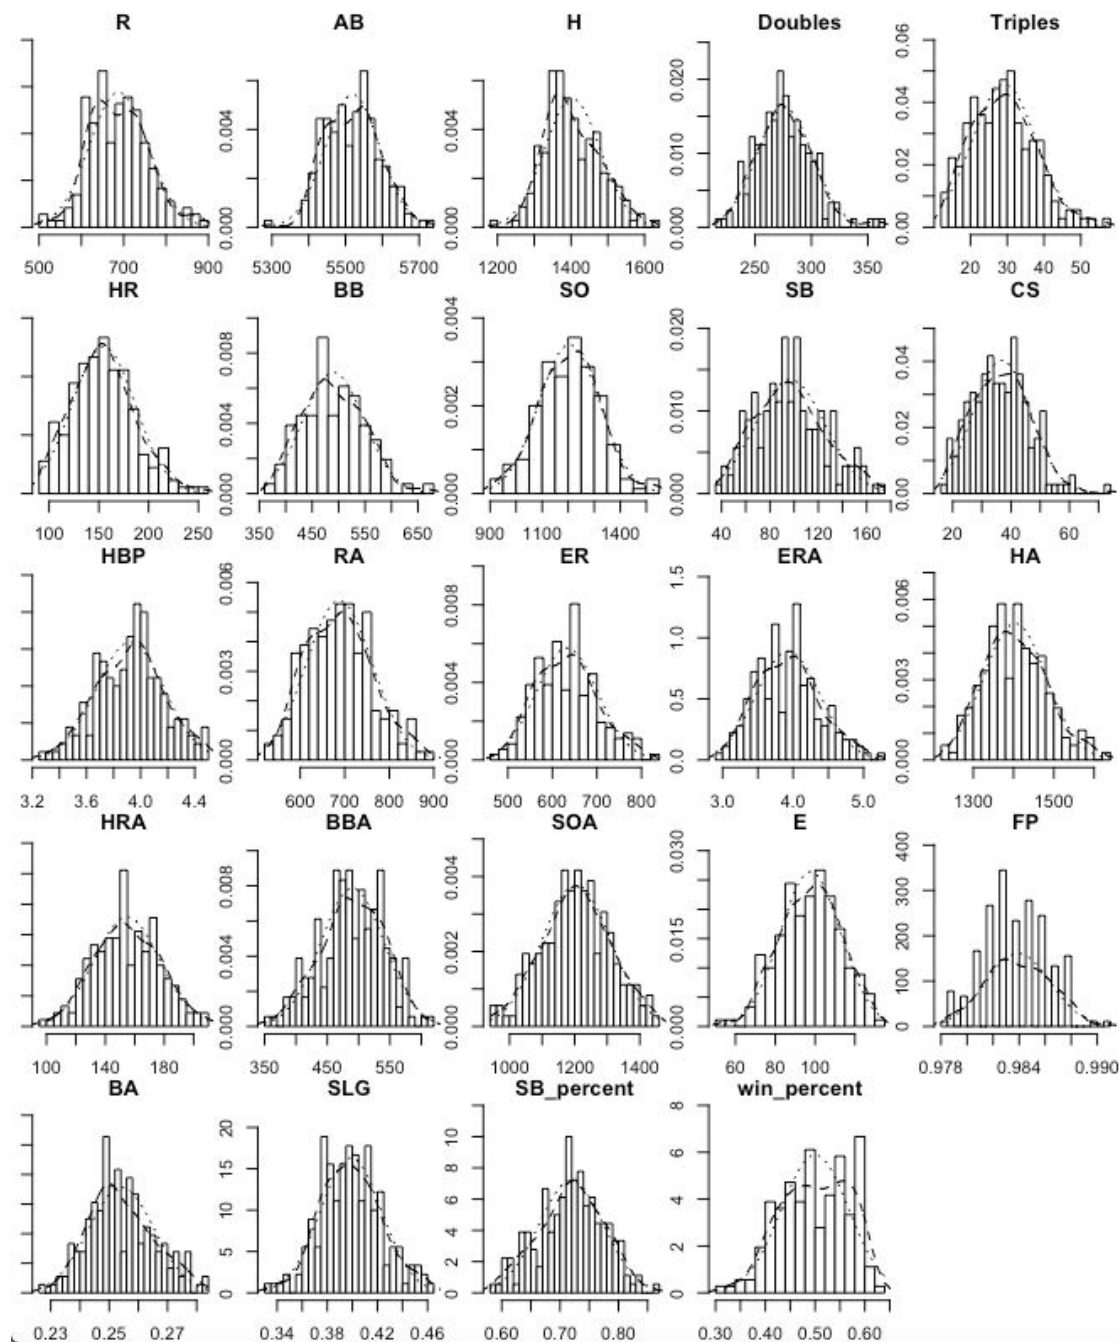 R AB H Doubles Triples
0.004 0.004 0.020 0.06
0.010 0.04
0.02
0.000 0.000 0.000 0.00
500 700 900 5300 5500 5700 1200 1400 1600 250 300 350 20 30 40 50
HR BB SO SB CS
0.008 0.004 0.020 0.04
0.004 0.002 0.010 0.02
0.000 0.000 0.000 0.00
100 150 200 250 350 450 550 650 900 1100 1400 40 80 120 160 20 40 60
HBP RA ER ERA HA
0.006 0.008 1.5 0.006
0.003 0.004 1.0 0.003
0.5
0.000 0.000 0.0 0.000
3.2 3.6 4.0 4.4 600 700 800 900 500 600 700 800 3.0 4.0 5.0 1300 1500
HRA BBA SOA E FP
0.008 0.004 0.030 400
0.004 0.002 0.015 300
200
100
0.000 0.000 0.000 0
100 140 180 350 450 550 1000 1200 1400 60 80 100 0.978 0.984 0.990
BA SLG SB_percent win_percent
20 10 8
15 8 6
10 6 4
5 4 2
2
0 0 0
0.23 0.25 0.27 0.34 0.38 0.42 0.46 0.60 0.70 0.80 0.30 0.40 0.50 0.60